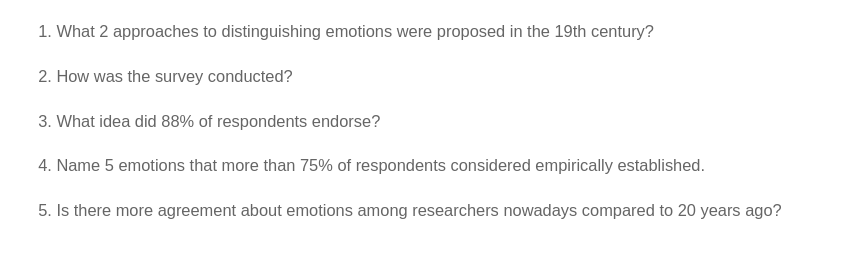 1. What 2 approaches to distinguishing emotions were proposed in the 19th century?
2. How was the survey conducted?
3. What idea did 88% of respondents endorse?
4. Name 5 emotions that more than 75% of respondents considered empirically established.
5. Is there more agreement about emotions among researchers nowadays compared to 20 years ago?